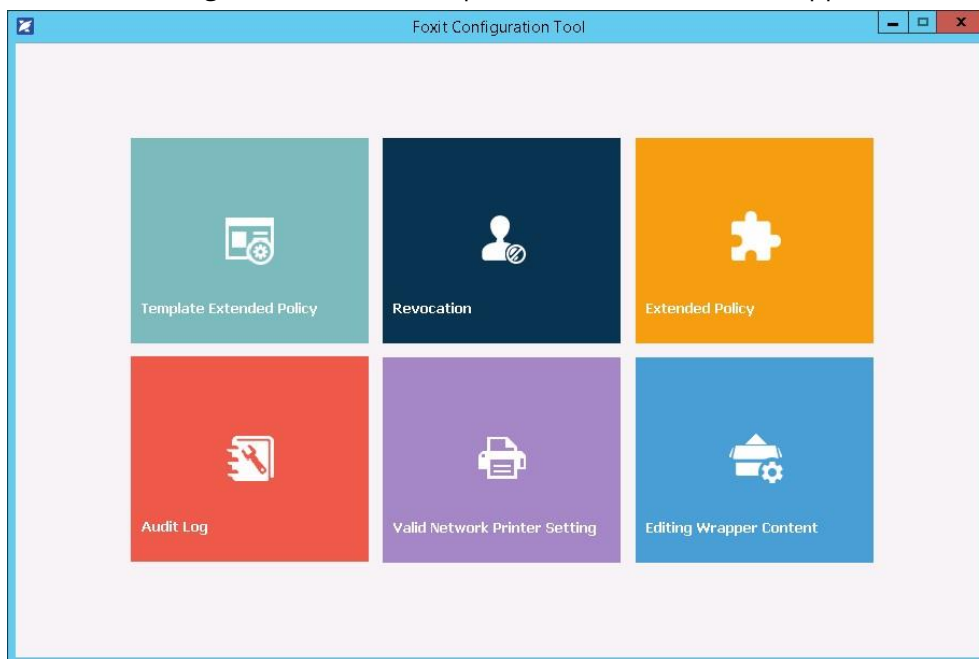 Foxit Configuration Tool
Template Extended Policy
Revocation
Extended Policy
Audit Log
Valid Network Printer Setting
Editing Wrapper Content